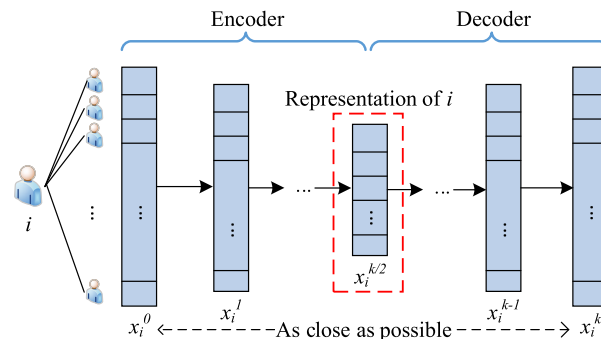 Encoder
Decoder
Representation of i
i
...
...
...
...
...
...
...
...
x_i^{k/2}
x_i^0
x_i^1
x_i^{k-1}
x_i^k
As close as possible